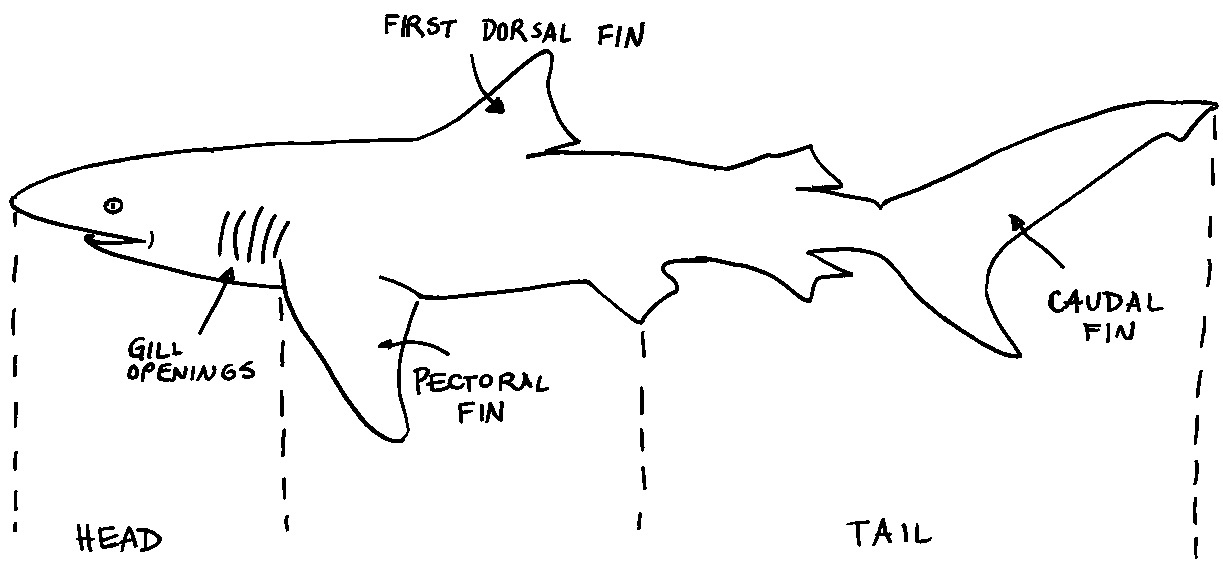 FIRST DORSAL FIN
GILL
OPENINGS
PECTORAL
FIN
CAUDAL
FIN
HEAD
TAIL